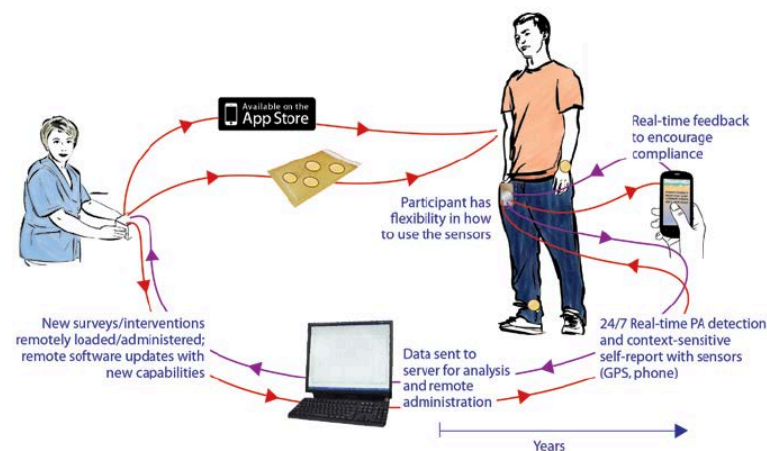 Available on the
App Store
Real-time feedback
to encourage
compliance
Participant has
flexibility in how
to use the sensors
New surveys/interventions
remotely loaded/administered;
remote software updates with
new capabilities
Data sent to
server for analysis
and remote
administration
24/7 Real-time PA detection
and context-sensitive
self-report with sensors
(GPS, phone)
Years